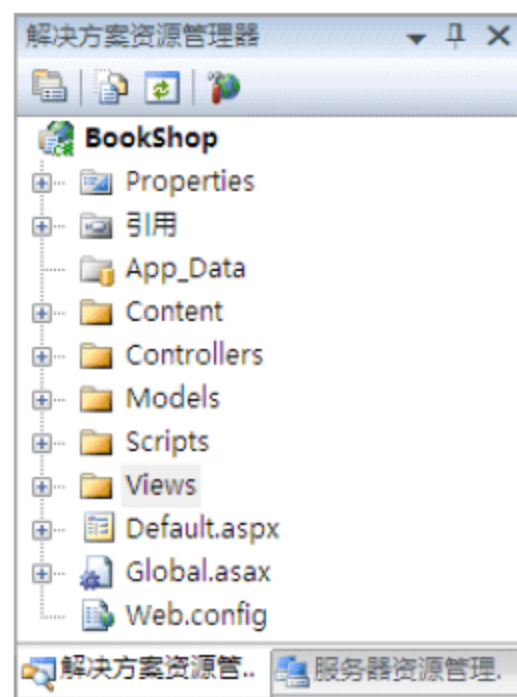 解决方案资源管理器
BookShop
Properties
引用
App_Data
Content
Controllers
Models
Scripts
Views
Default.aspx
Global.asax
Web.config
解决方案资源管.. 服务器资源管理.